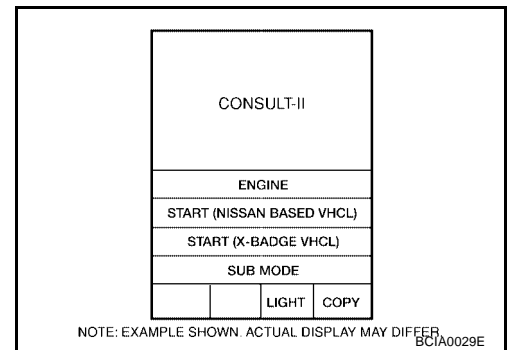 CONSULT-II
ENGINE
START (NISSAN BASED VHCL)
START (X-BADGE VHCL)
SUB MODE
LIGHT COPY
NOTE: EXAMPLE SHOWN. ACTUAL DISPLAY MAY DIFFER.
BCIA0029E